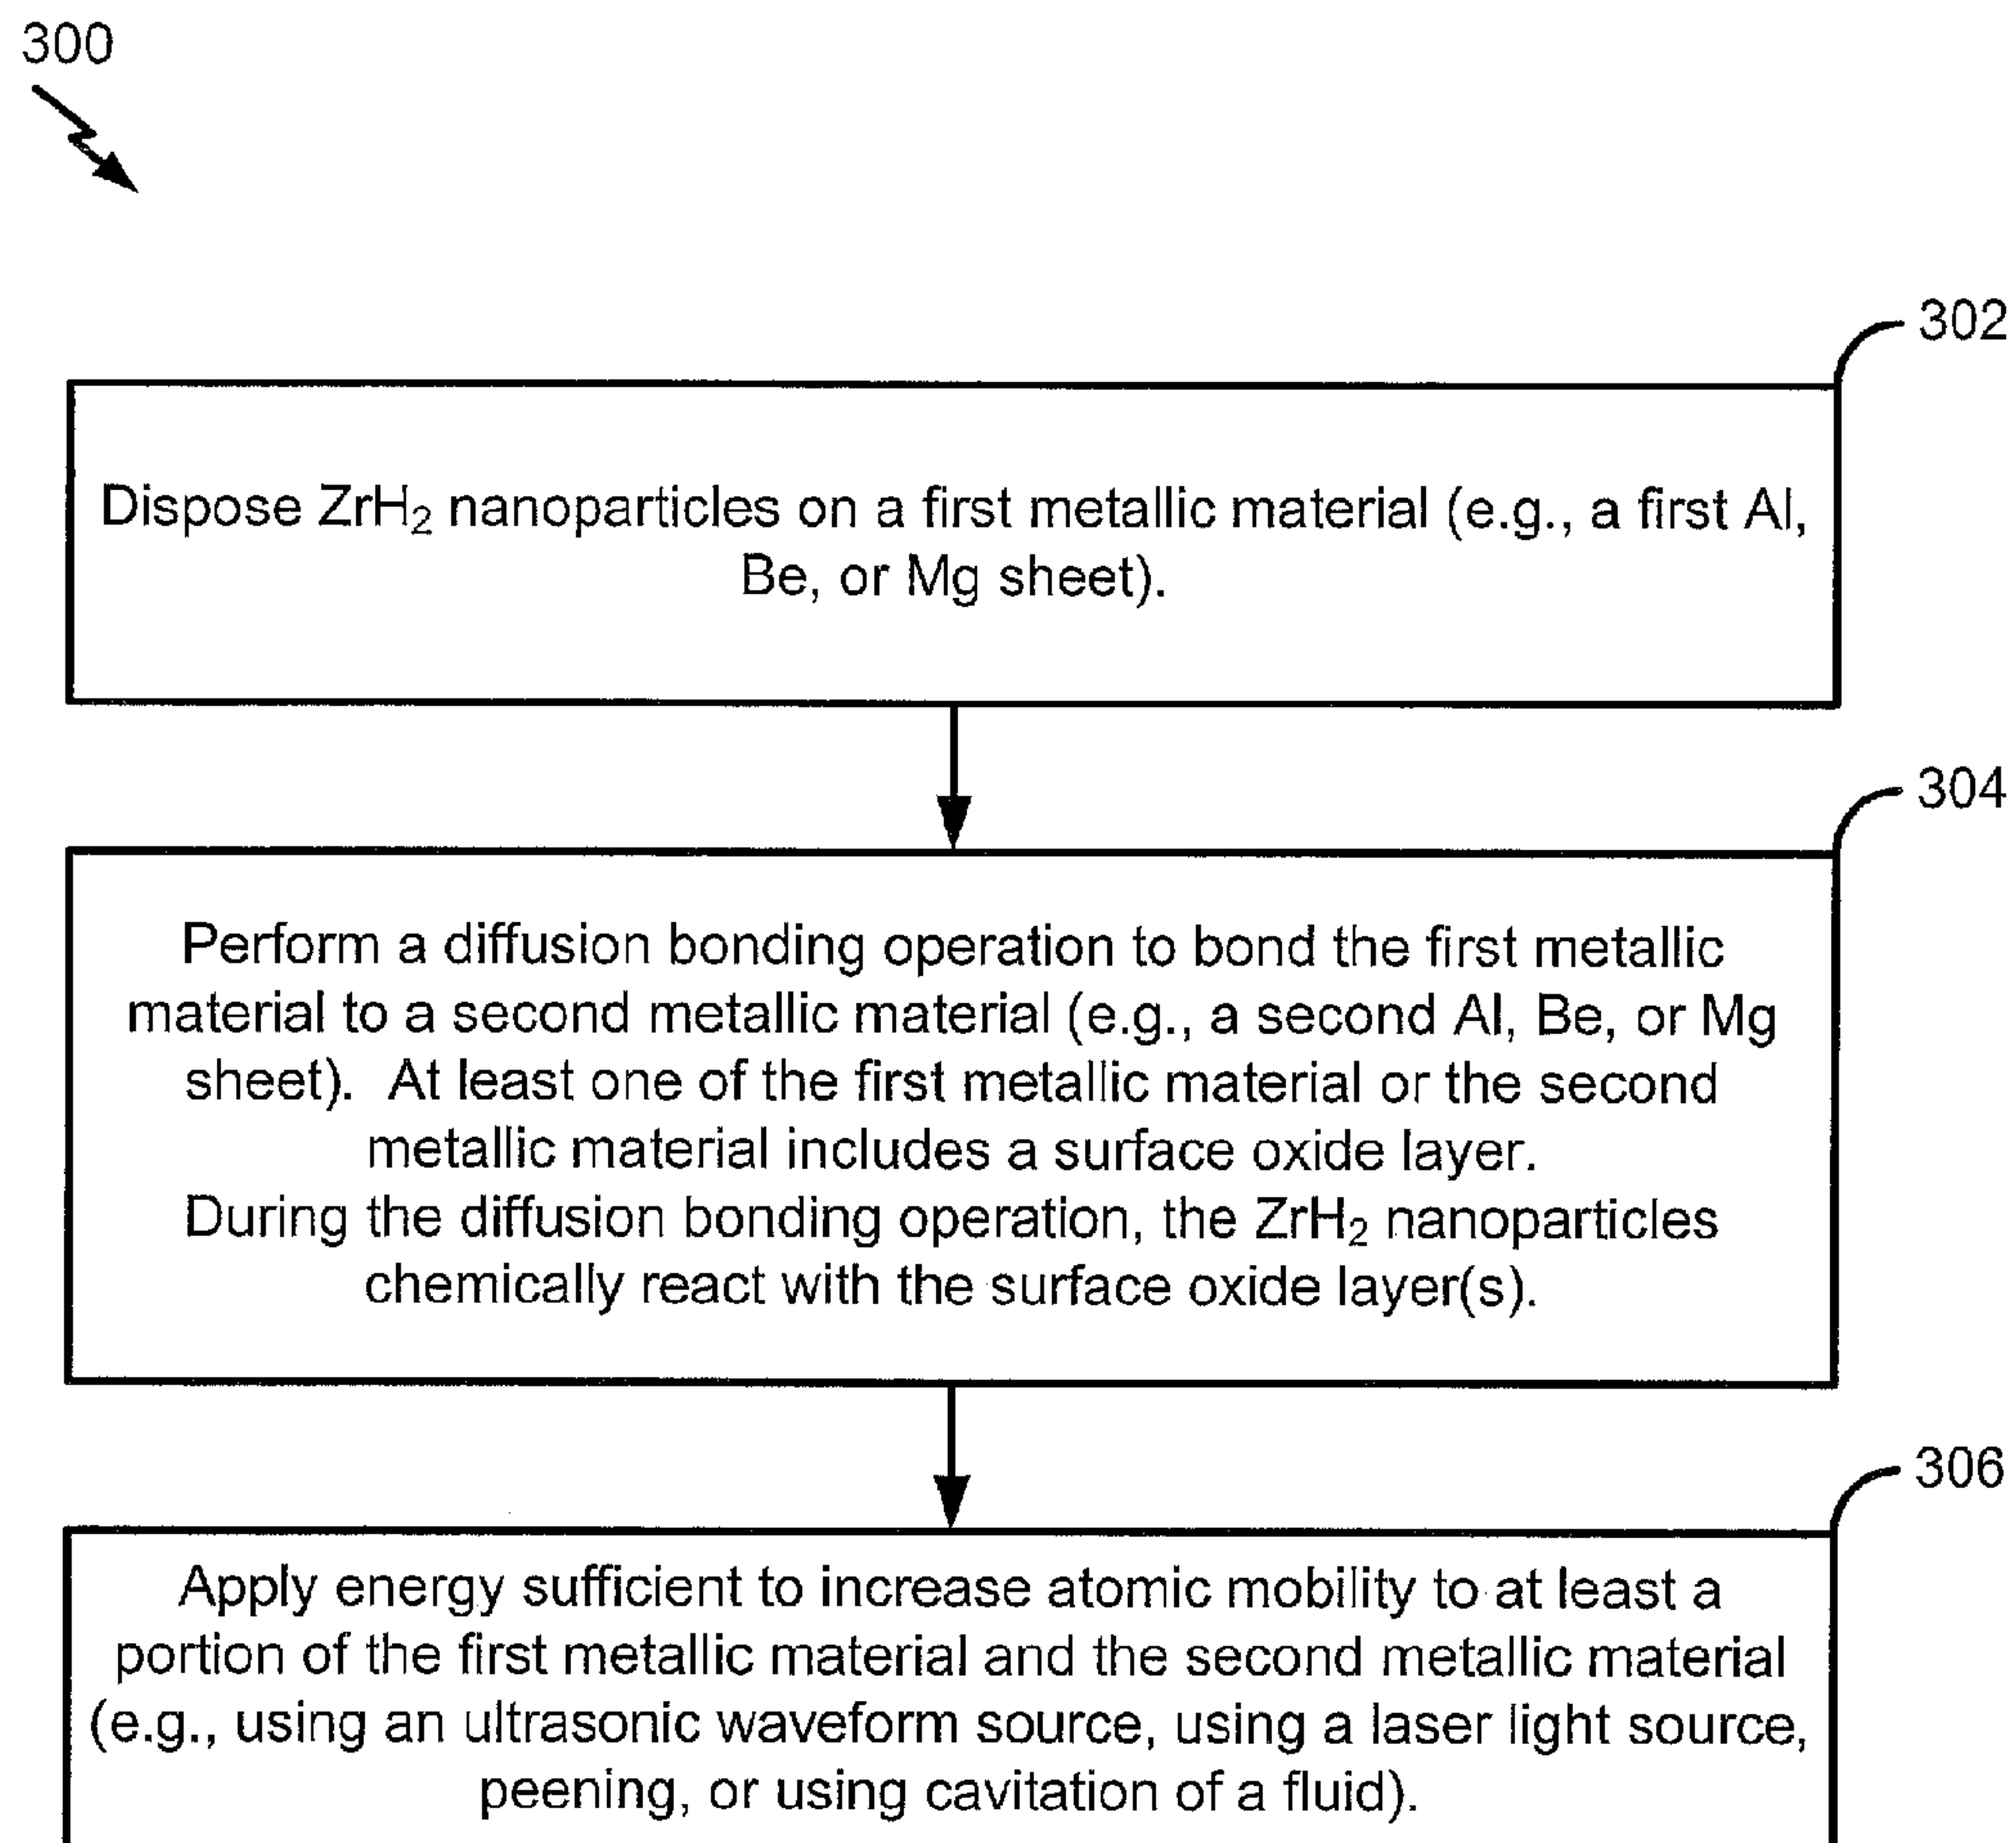 300
302
Dispose ZrH₂ nanoparticles on a first metallic material (e.g., a first Al,
Be, or Mg sheet).
304
Perform a diffusion bonding operation to bond the first metallic
material to a second metallic material (e.g., a second Al, Be, or Mg
sheet).  At least one of the first metallic material or the second
metallic material includes a surface oxide layer.
During the diffusion bonding operation, the ZrH₂ nanoparticles
chemically react with the surface oxide layer(s).
306
Apply energy sufficient to increase atomic mobility to at least a
portion of the first metallic material and the second metallic material
(e.g., using an ultrasonic waveform source, using a laser light source,
peening, or using cavitation of a fluid).